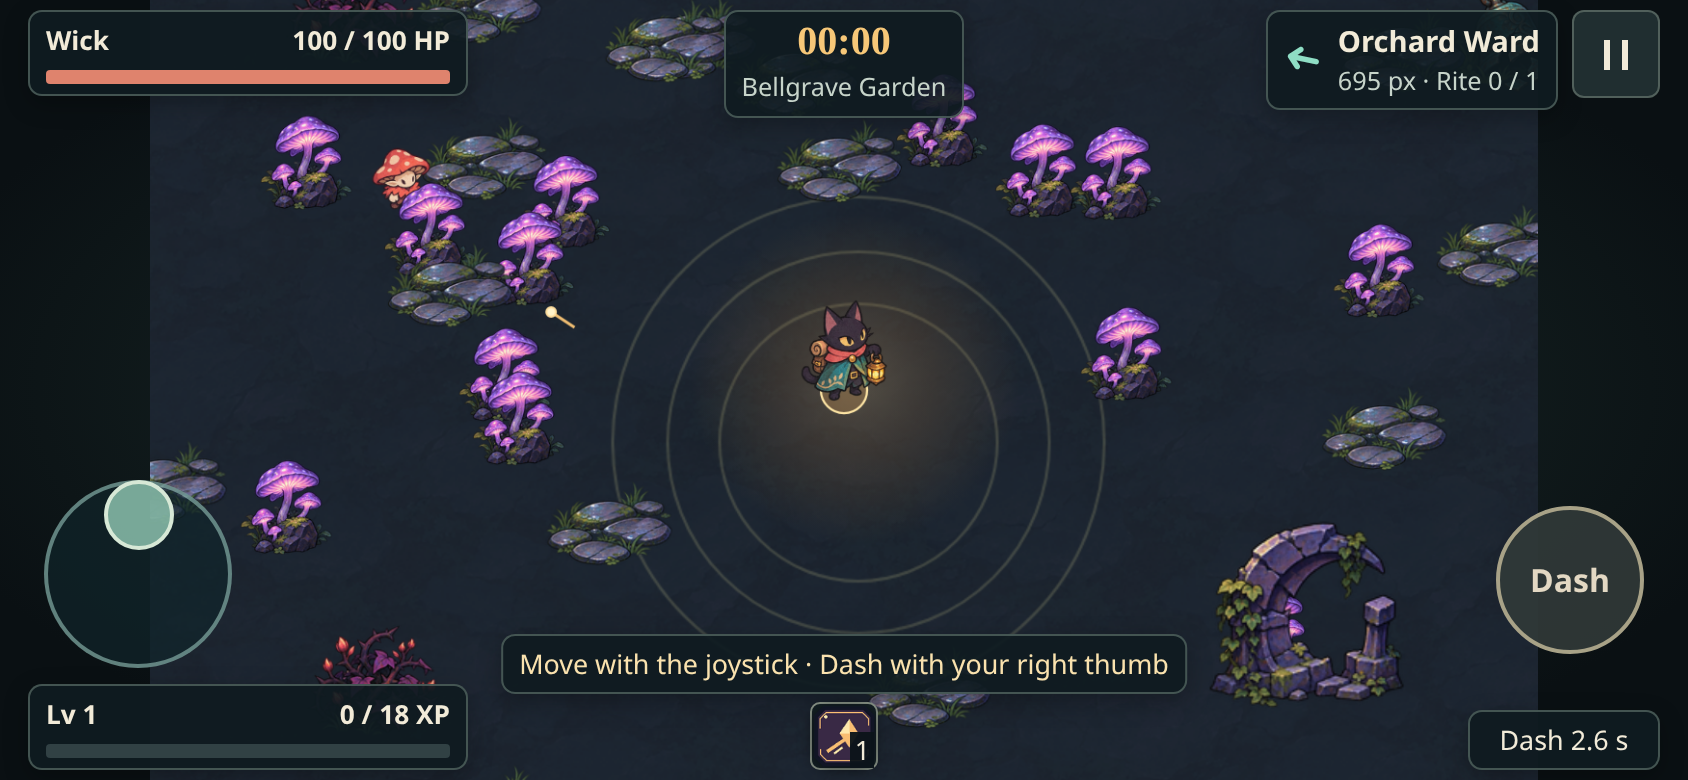 Wick 100 / 100 HP
00:00
Bellgrave Garden
Orchard Ward
695 px · Rite 0 / 1
Dash
Move with the joystick · Dash with your right thumb
Lv 1 0 / 18 XP
1
Dash 2.6 s